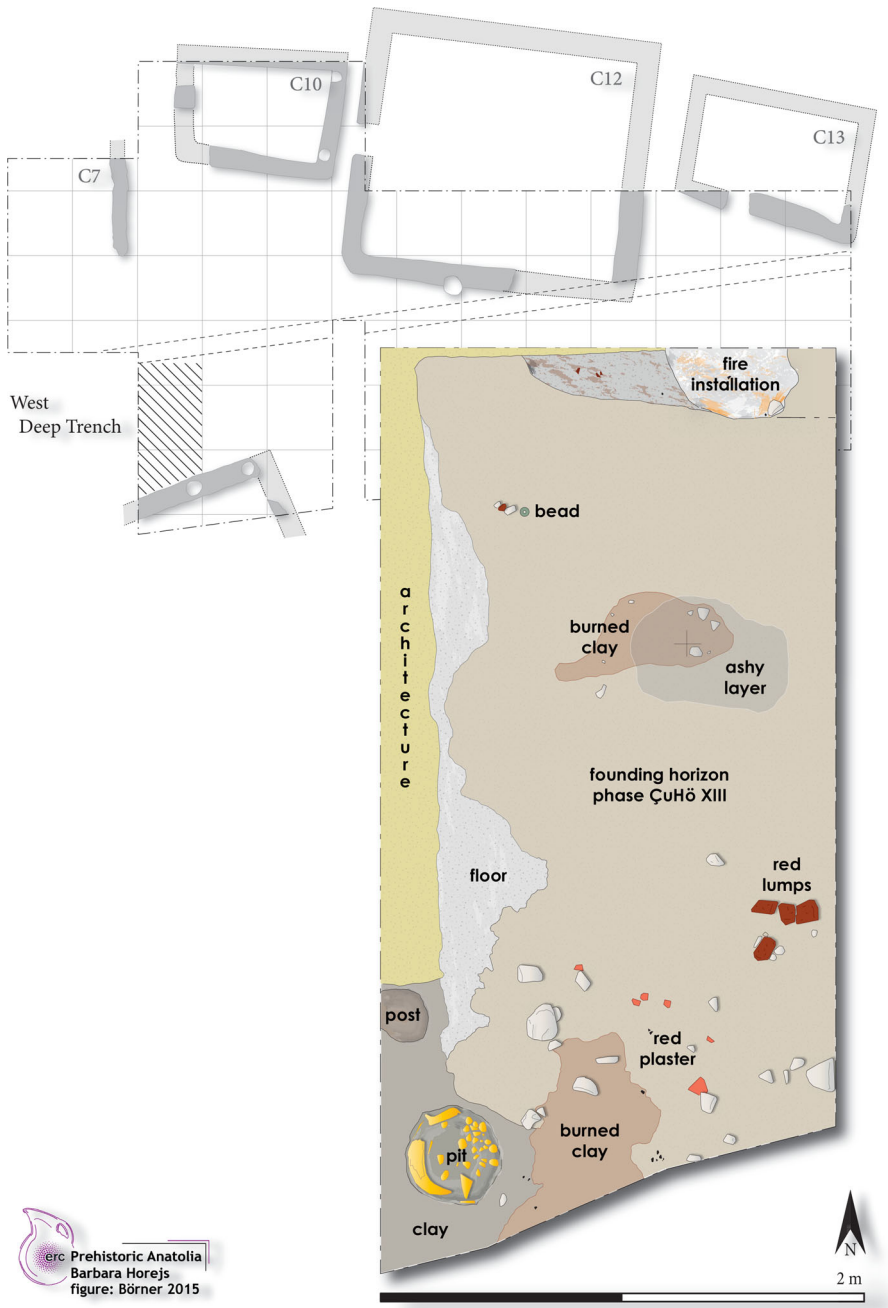 C10
C12
C13
C7
West
Deep Trench
fire
installation
bead
architecture
burned
clay
ashy
layer
founding horizon
phase ÇuHö XIII
floor
red
lumps
post
red
plaster
pit
burned
clay
clay
erc Prehistoric Anatolia
Barbara Horejs
figure: Börner 2015
N
2 m